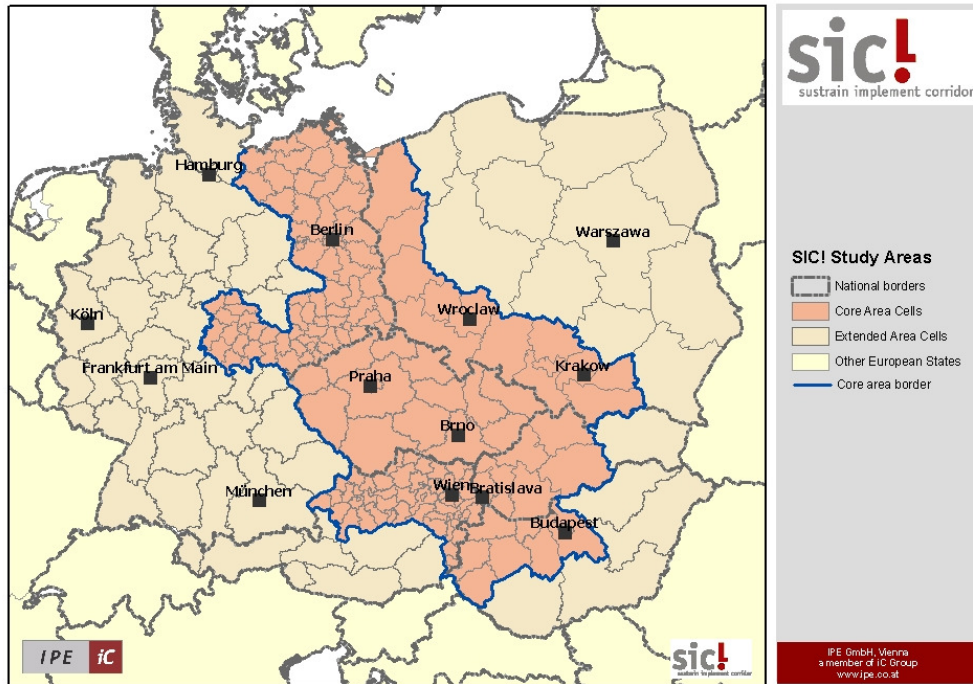 Hamburg
Berlin
Warszawa
Köln
Wroclaw
Frankfurt am Main
Praha
Krakow
Brno
München
Wien
Bratislava
Budapest
IPE iC
sic!
sic!
sustrain implement corridor
SIC! Study Areas
National borders
Core Area Cells
Extended Area Cells
Other European States
Core area border
IPE GmbH, Vienna
a member of iC Group
www.ipe.co.at